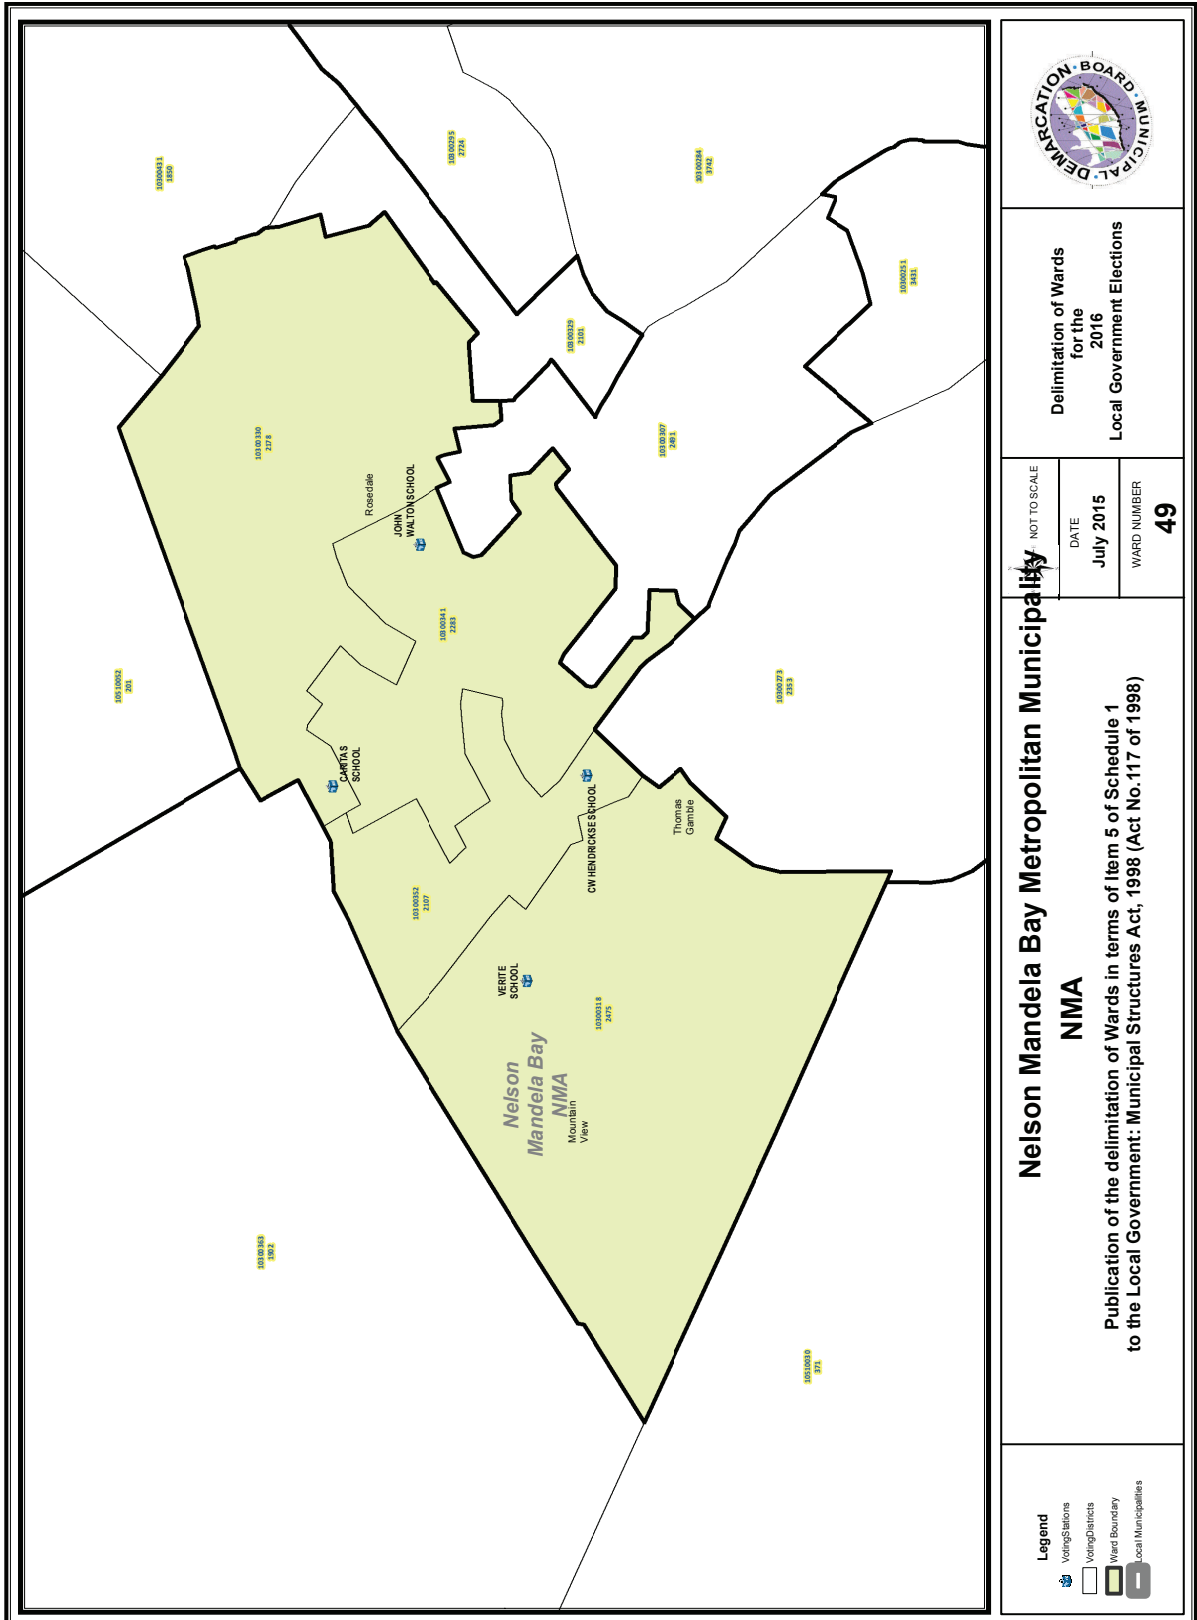 10300431
1850
10300295
2724
10300284
3742
10300251
3431
10300329
2101
10300330
2178
10300307
2491
Rosedale
JOHN
WALTON SCHOOL
10300341
2283
10510052
201
10300273
2353
CARITAS
SCHOOL
CW HENDRICKSE SCHOOL
Thomas
Gamble
10300352
2107
VERITE
SCHOOL
10300318
2475
Nelson
Mandela Bay
NMA
Mountain
View
10300363
1902
10510030
371
Legend
VotingStations
VotingDistricts
Ward Boundary
Local Municipalities
Nelson Mandela Bay Metropolitan Municipality
NMA
Publication of the delimitation of Wards in terms of Item 5 of Schedule 1
to the Local Government: Municipal Structures Act, 1998 (Act No.117 of 1998)
NOT TO SCALE
DATE
July 2015
WARD NUMBER
49
Delimitation of Wards
for the
2016
Local Government Elections
MUNICIPAL DEMARCATION BOARD